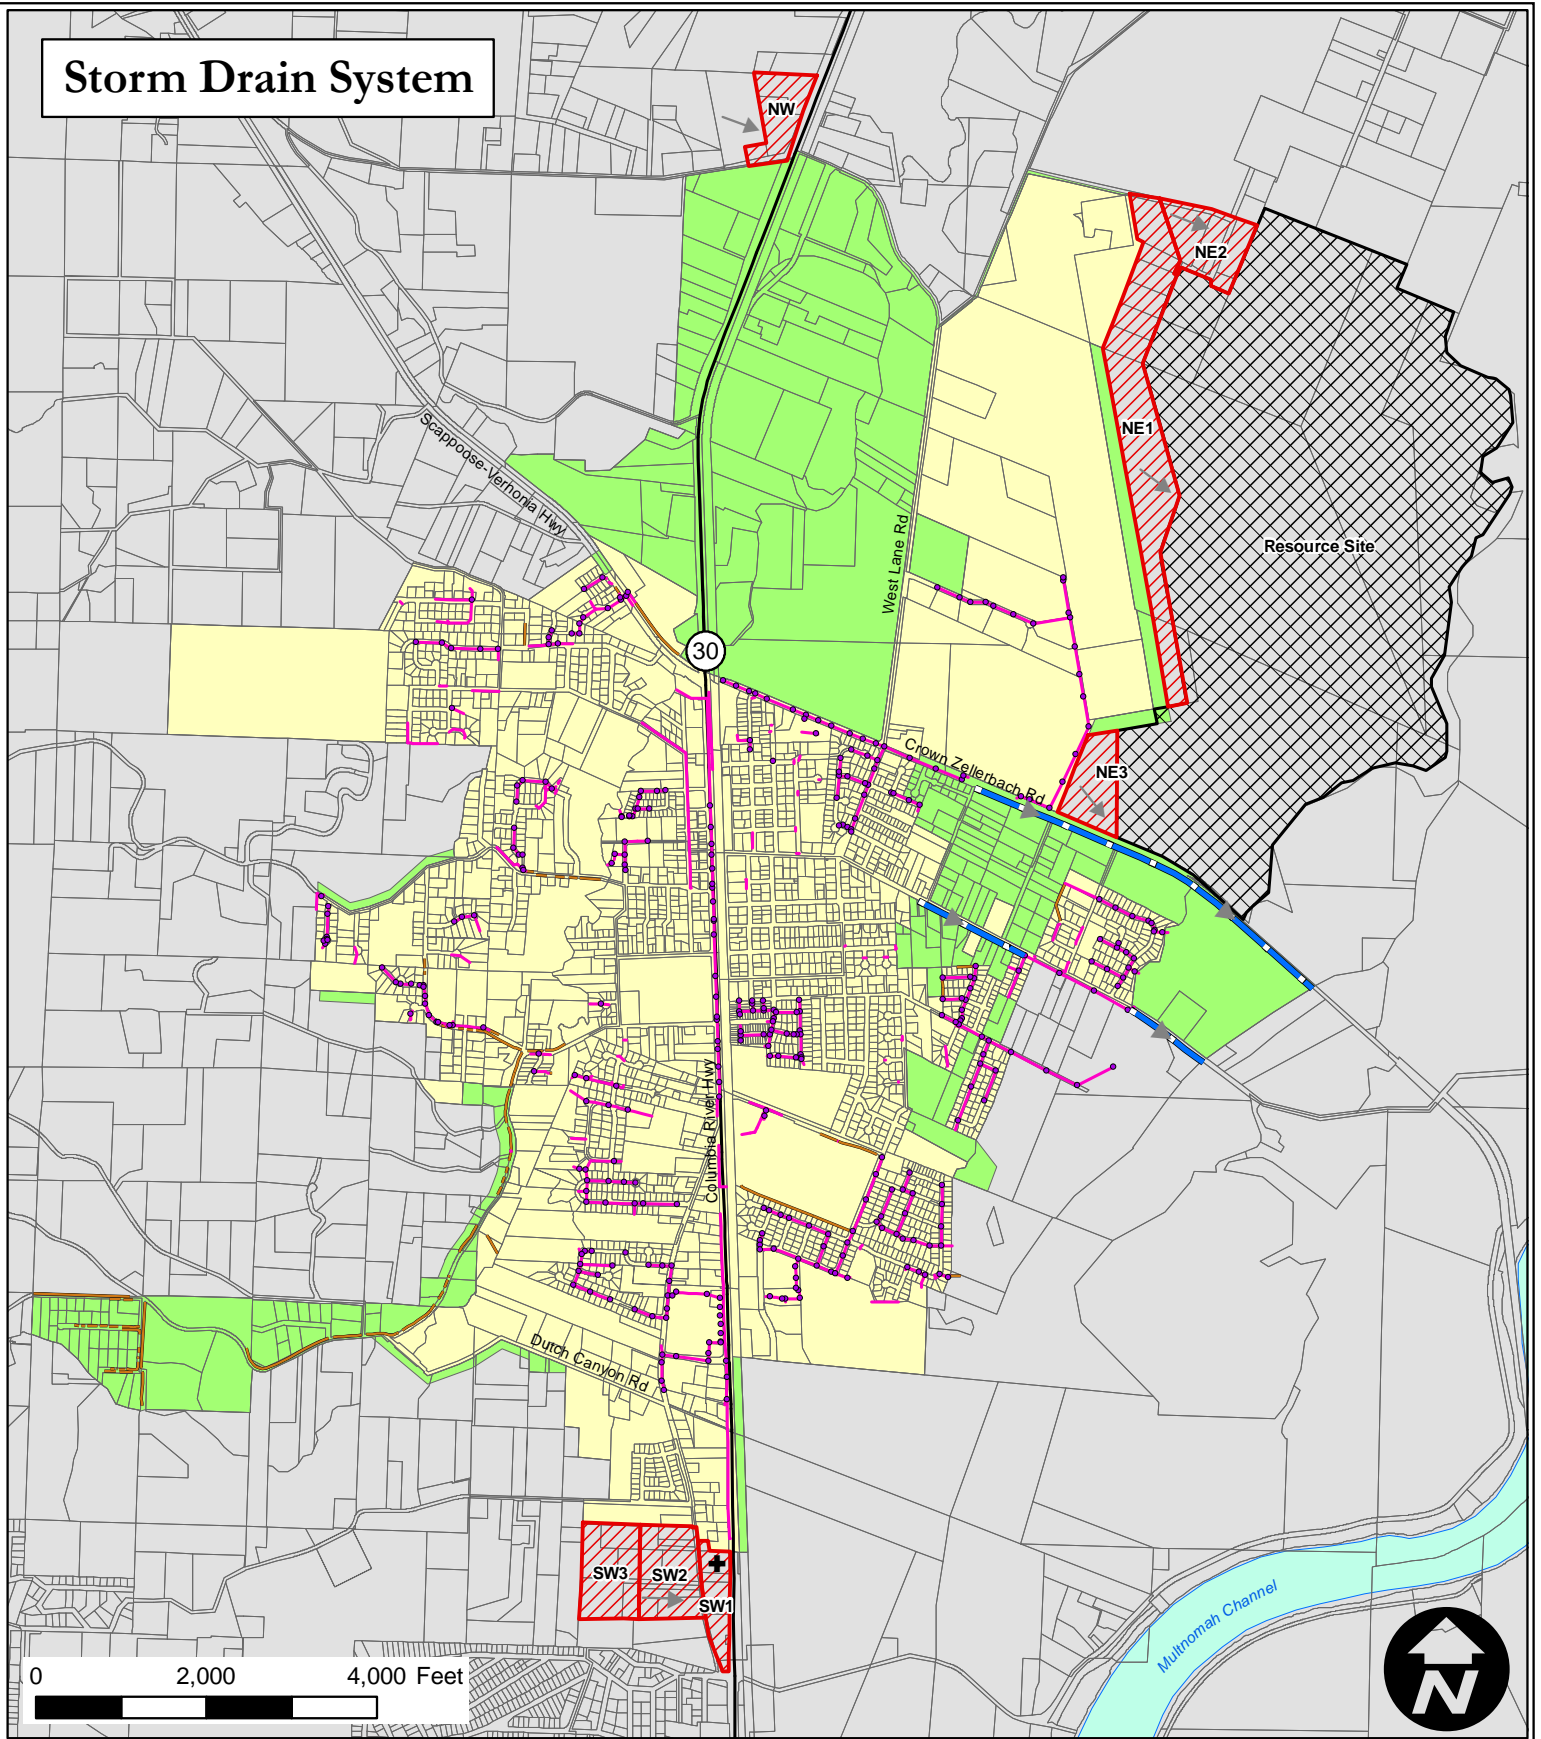 Storm Drain System
NW
NE2
NE1
Scappoose-Vernonia Hwy
West Lane Rd
Resource Site
30
Crown Zellerbach Rd
NE3
Columbia River Hwy
Dutch Canyon Rd
SW3
SW2
SW1
Multnomah Channel
0 2,000 4,000 Feet
N